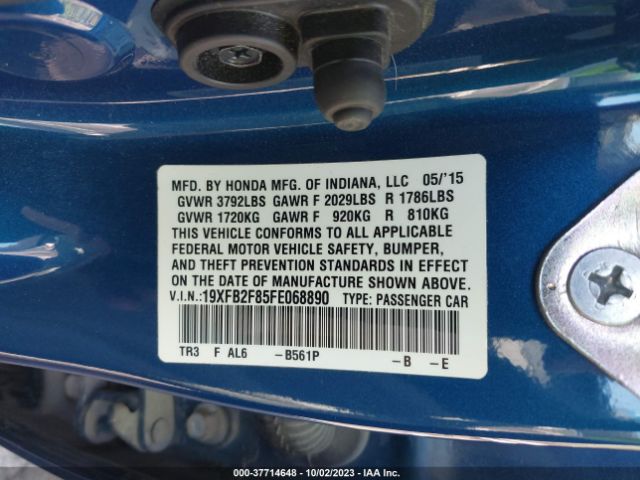 MFD. BY HONDA MFG. OF INDIANA, LLC 05/'15
GVWR 3792LBS GAWR F 2029LBS R 1786LBS
GVWR 1720KG GAWR F 920KG R 810KG
THIS VEHICLE CONFORMS TO ALL APPLICABLE
FEDERAL MOTOR VEHICLE SAFETY, BUMPER,
AND THEFT PREVENTION STANDARDS IN EFFECT
ON THE DATE OF MANUFACTURE SHOWN ABOVE.
V.I.N.:19XFB2F85FE068890 TYPE: PASSENGER CAR
TR3 F AL6 -B561P -B -E
000-37714648 - 10/02/2023 - IAA Inc.